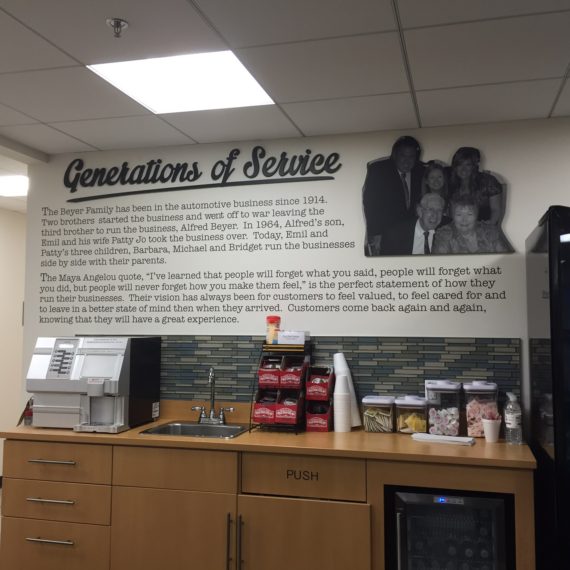 Generations of Service
The Beyer Family has been in the automotive business since 1914.
Two brothers started the business and went off to war leaving the
third brother to run the business, Alfred Beyer. In 1964, Alfred's son,
Emil and his wife Patty Jo took the business over. Today, Emil and
Patty's three children, Barbara, Michael and Bridget run the businesses
side by side with their parents.
The Maya Angelou quote, "I've learned that people will forget what you said, people will forget what
you did, but people will never forget how you make them feel," is the perfect statement of how they
run their businesses. Their vision has always been for customers to feel valued, to feel cared for and
to leave in a better state of mind then when they arrived. Customers come back again and again,
knowing that they will have a great experience.
PUSH